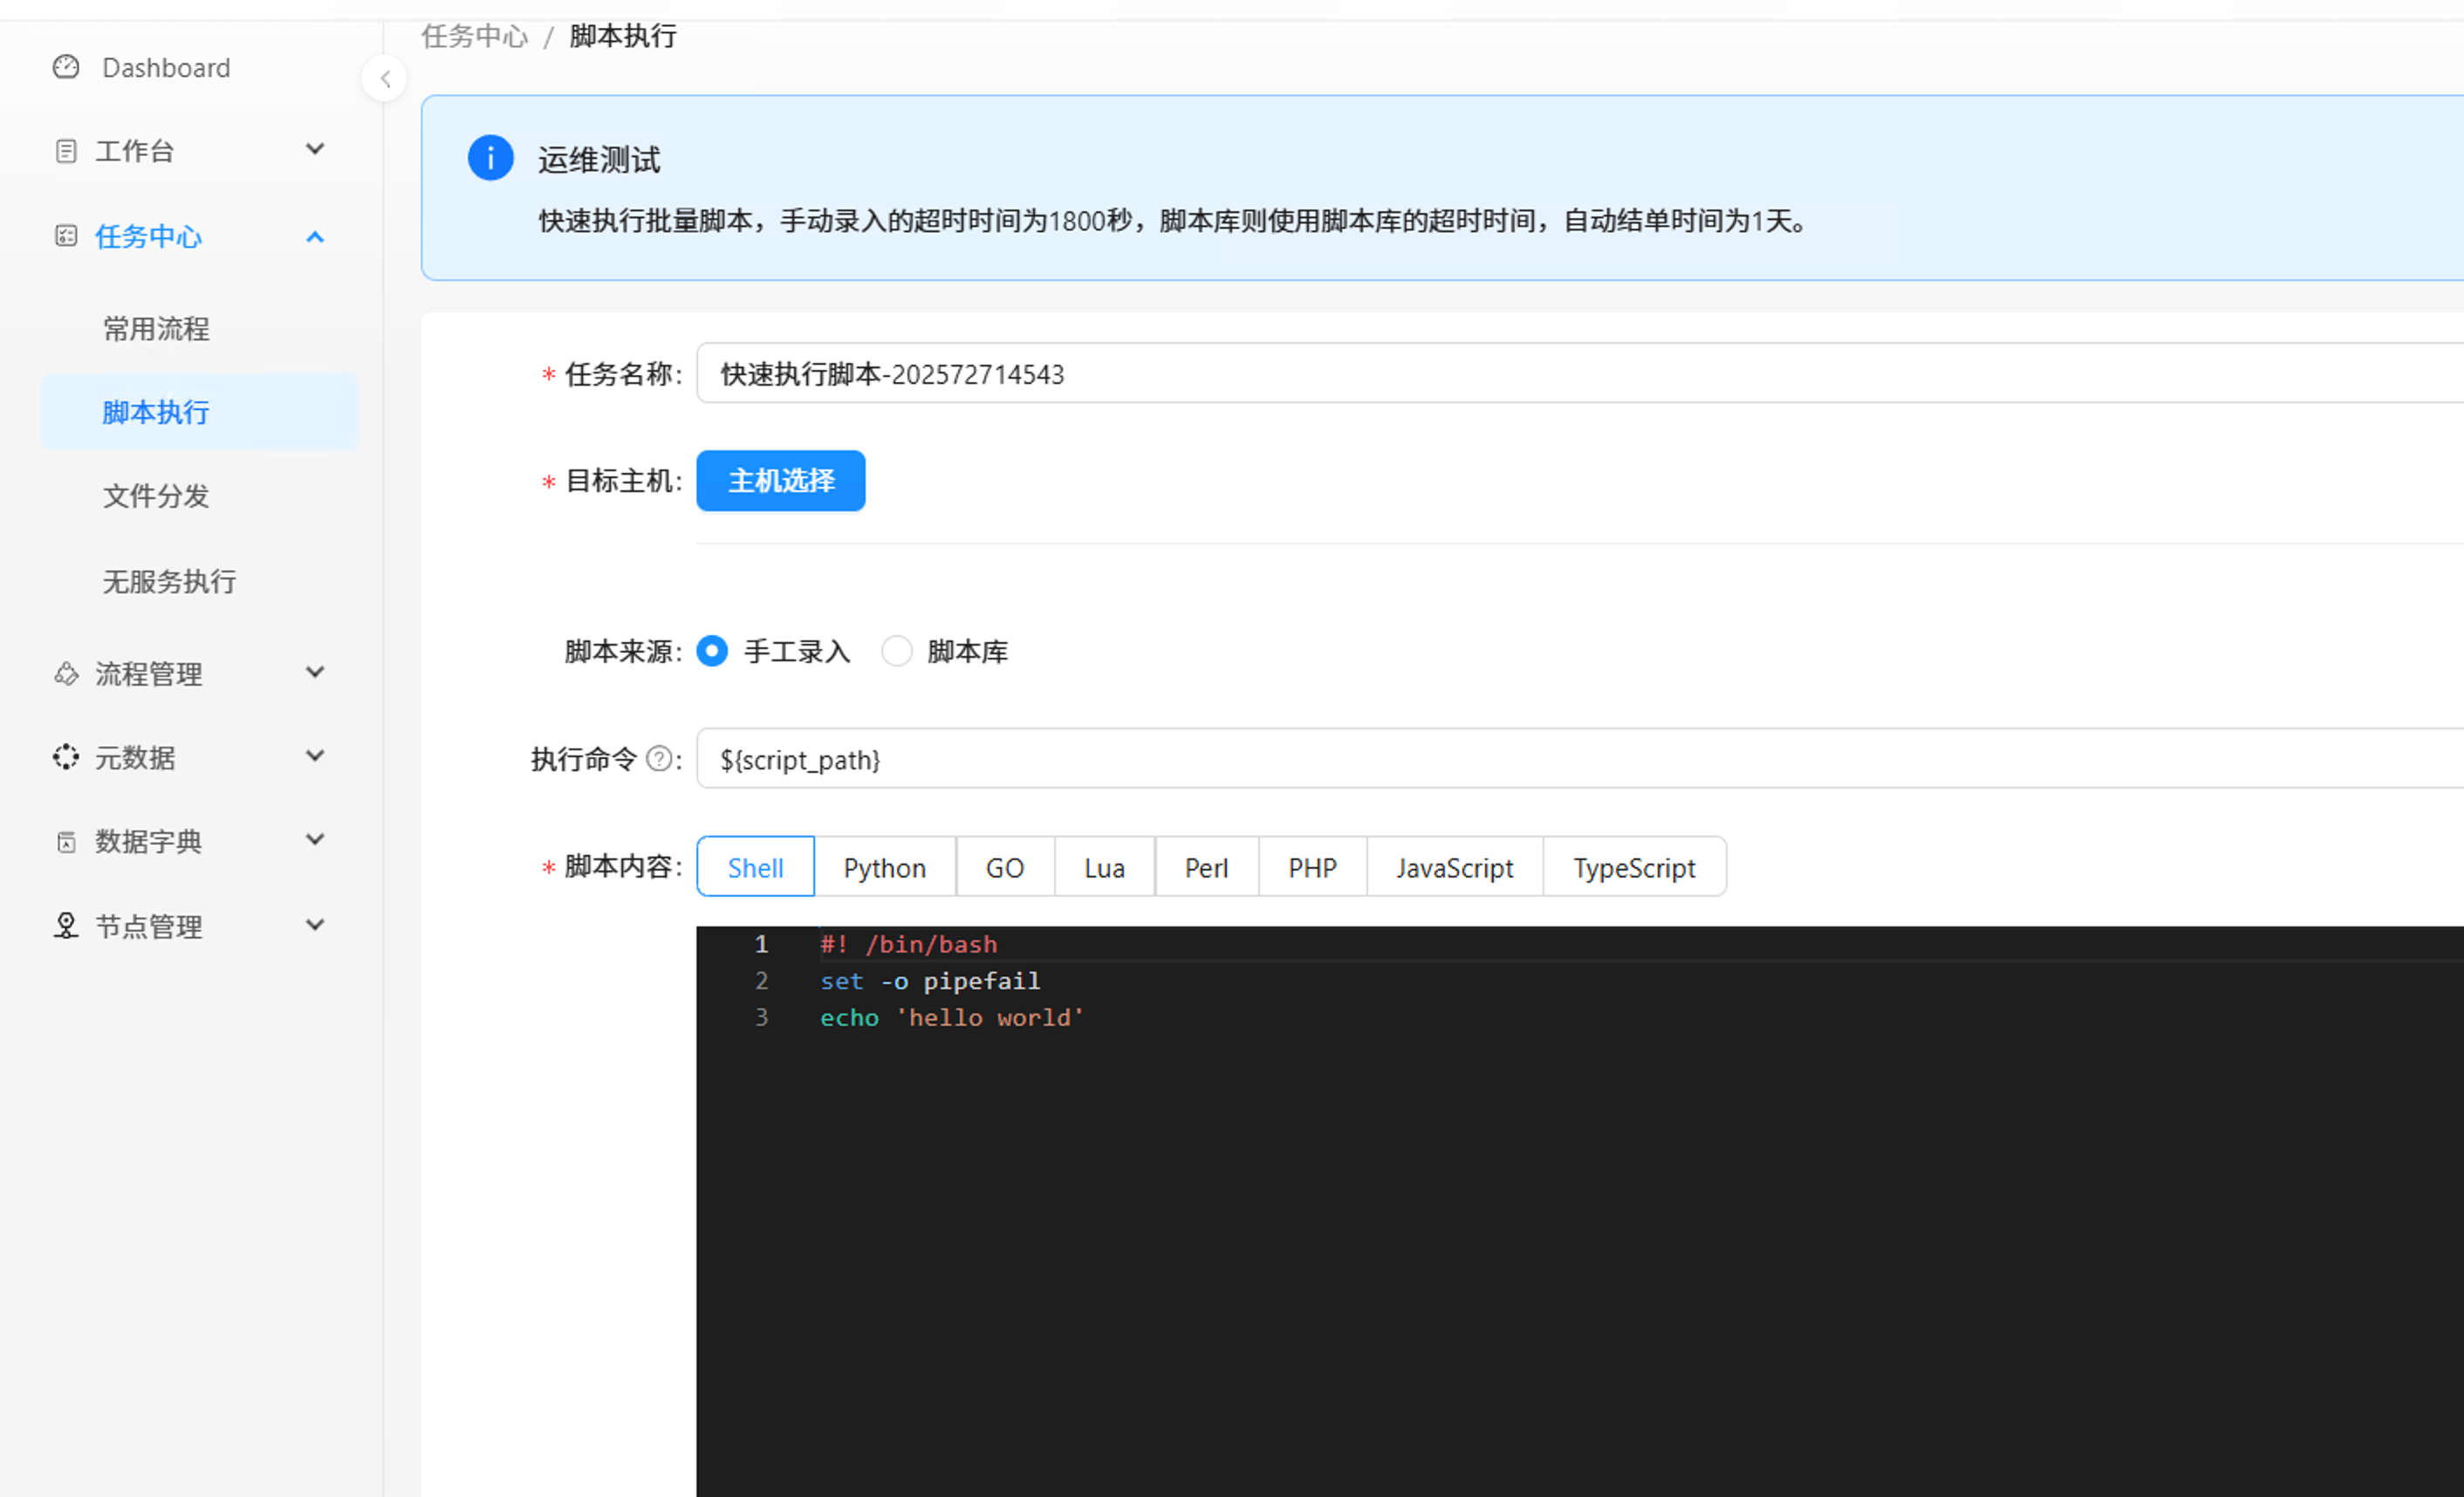 任务中心 / 脚本执行
Dashboard
工作台
任务中心
常用流程
脚本执行
文件分发
无服务执行
流程管理
元数据
数据字典
节点管理
运维测试
快速执行批量脚本，手动录入的超时时间为1800秒，脚本库则使用脚本库的超时时间，自动结单时间为1天。
* 任务名称: 快速执行脚本-202572714543
* 目标主机: 主机选择
脚本来源: 手工录入 脚本库
执行命令 ? : ${script_path}
* 脚本内容: Shell Python GO Lua Perl PHP JavaScript TypeScript
1 #! /bin/bash
2 set -o pipefail
3 echo 'hello world'